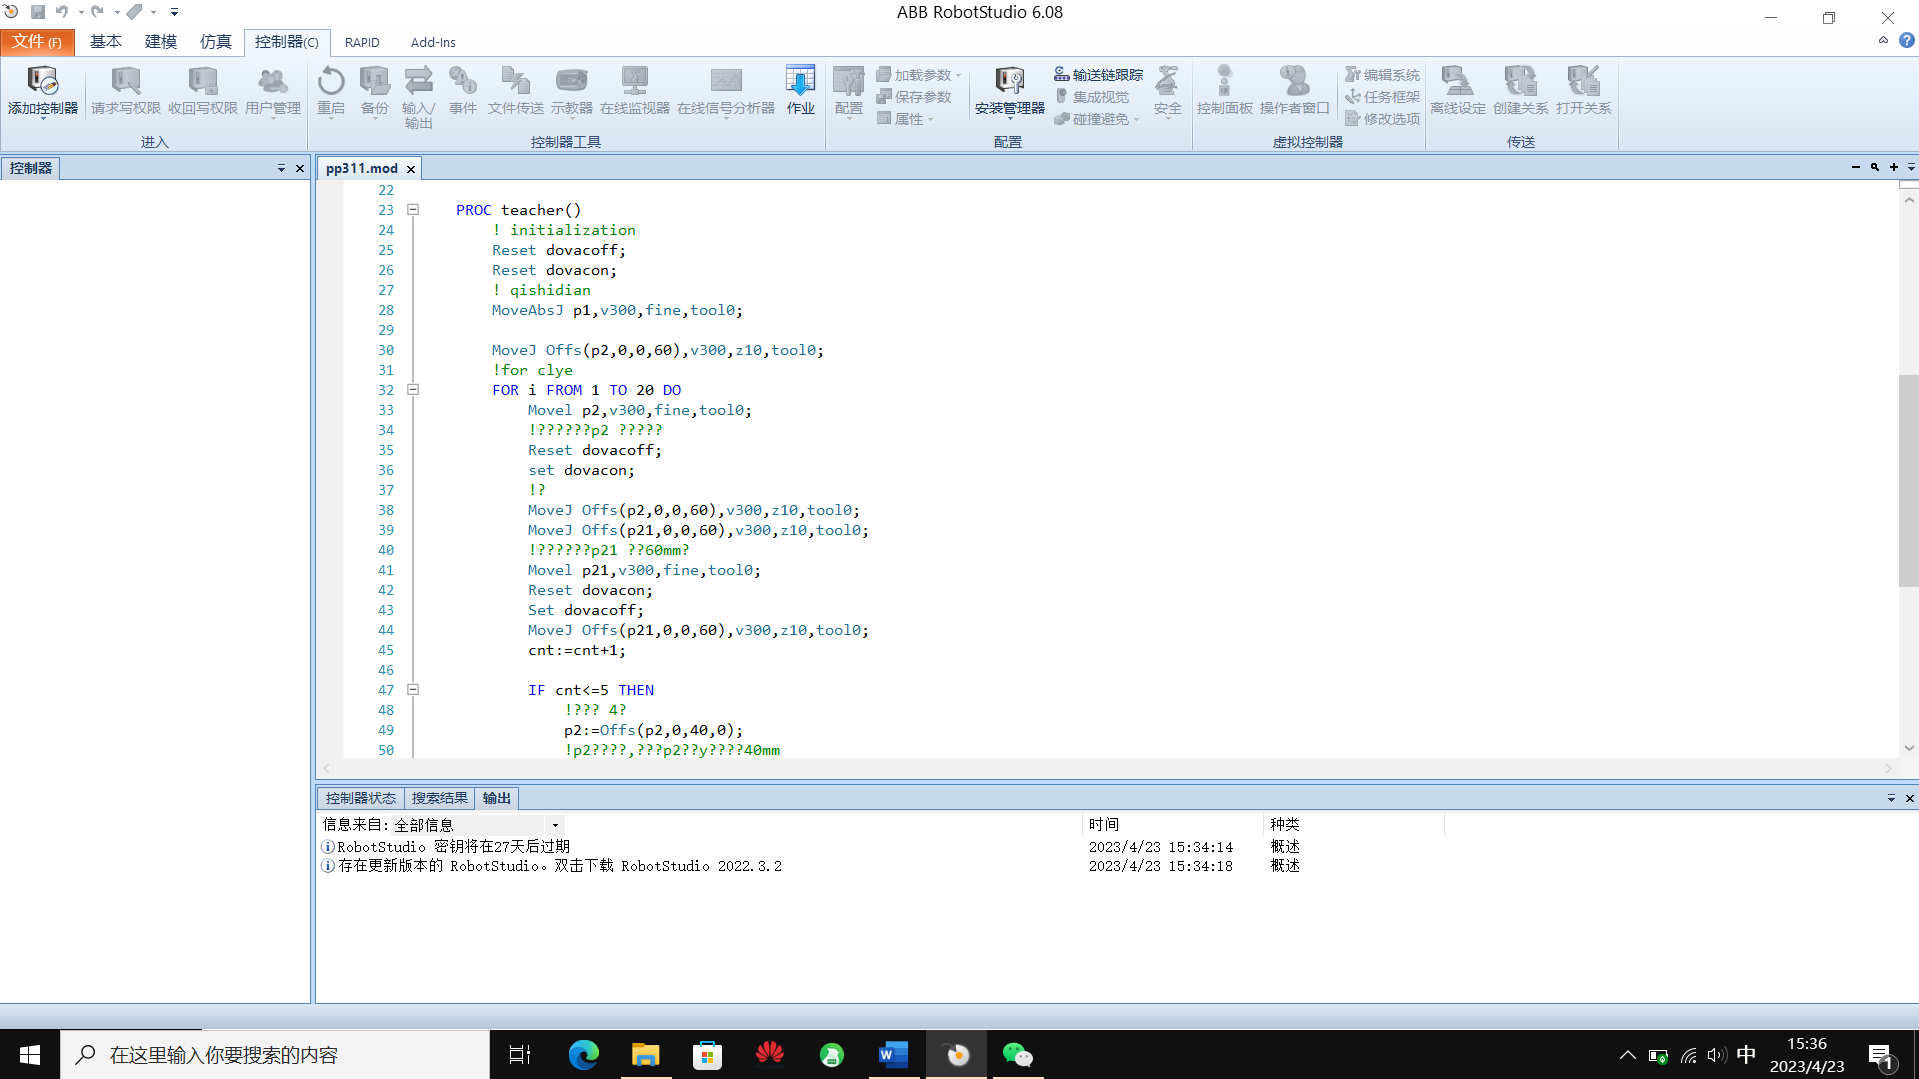 ABB RobotStudio 6.08
文件(F) 基本 建模 仿真 控制器(C) RAPID Add-Ins
添加控制器 请求写权限 收回写权限 用户管理 重启 备份 输入/输出 事件 文件传送 示教器 在线监视器 在线信号分析器 作业 配置 加载参数 保存参数 属性 安装管理器 输送链跟踪 集成视觉 碰撞避免 安全 控制面板 操作者窗口 编辑系统 任务框架 修改选项 离线设定 创建关系 打开关系
进入 控制器工具 配置 虚拟控制器 传送
控制器
pp311.mod
22
23 PROC teacher()
24 ! initialization
25 Reset dovacoff;
26 Reset dovacon;
27 ! qishidian
28 MoveAbsJ p1,v300,fine,tool0;
29
30 MoveJ Offs(p2,0,0,60),v300,z10,tool0;
31 !for clye
32 FOR i FROM 1 TO 20 DO
33 Movel p2,v300,fine,tool0;
34 !??????p2 ?????
35 Reset dovacoff;
36 set dovacon;
37 !?
38 MoveJ Offs(p2,0,0,60),v300,z10,tool0;
39 MoveJ Offs(p21,0,0,60),v300,z10,tool0;
40 !??????p21 ??60mm?
41 Movel p21,v300,fine,tool0;
42 Reset dovacon;
43 Set dovacoff;
44 MoveJ Offs(p21,0,0,60),v300,z10,tool0;
45 cnt:=cnt+1;
46
47 IF cnt<=5 THEN
48 !??? 4?
49 p2:=Offs(p2,0,40,0);
50 !p2????,???p2??y????40mm
控制器状态 搜索结果 输出
信息来自: 全部信息 时间 种类
RobotStudio 密钥将在27天后过期 2023/4/23 15:34:14 概述
存在更新版本的 RobotStudio。双击下载 RobotStudio 2022.3.2 2023/4/23 15:34:18 概述
在这里输入你要搜索的内容
中
15:36
2023/4/23
1